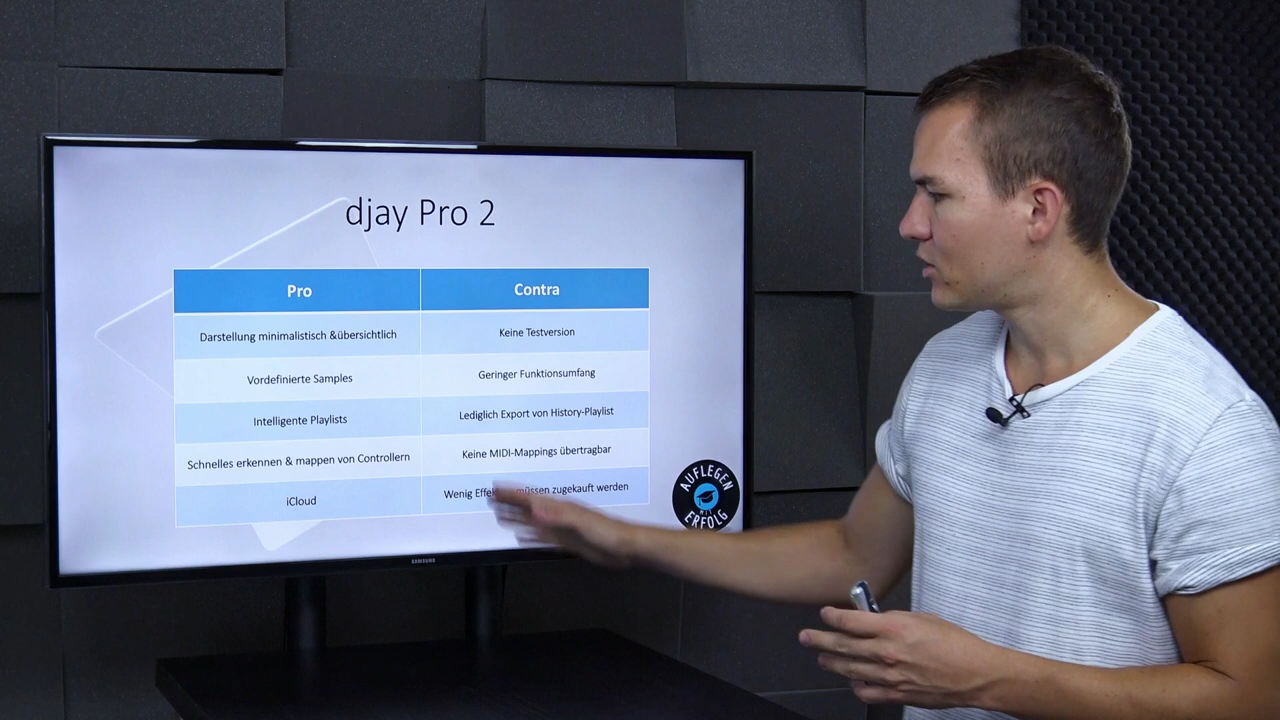 djay Pro 2
Pro
Contra
Darstellung minimalistisch &übersichtlich
Keine Testversion
Vordefinierte Samples
Geringer Funktionsumfang
Intelligente Playlists
Lediglich Export von History-Playlist
Schnelles erkennen & mappen von Controllern
Keine MIDI-Mappings übertragbar
iCloud
Wenig müssen zugekauft werden
AUFLEGEN
MIT
ERFOLG
SAMSUNG